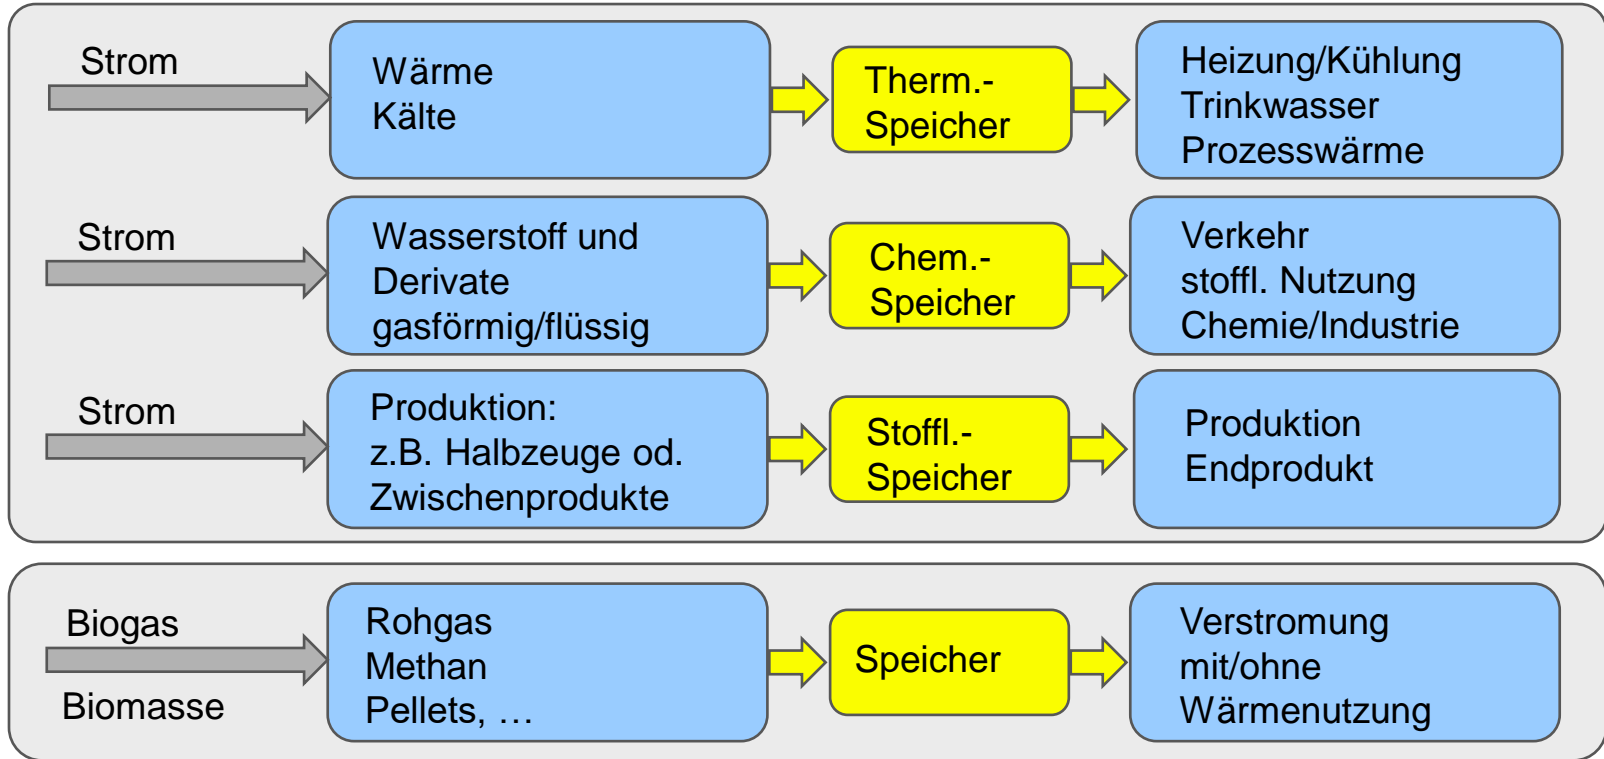 Strom
Wärme
Kälte
Therm.-
Speicher
Heizung/Kühlung
Trinkwasser
Prozesswärme
Strom
Wasserstoff und
Derivate
gasförmig/flüssig
Chem.-
Speicher
Verkehr
stoffl. Nutzung
Chemie/Industrie
Strom
Produktion:
z.B. Halbzeuge od.
Zwischenprodukte
Stoffl.-
Speicher
Produktion
Endprodukt
Biogas
Biomasse
Rohgas
Methan
Pellets, …
Speicher
Verstromung
mit/ohne
Wärmenutzung